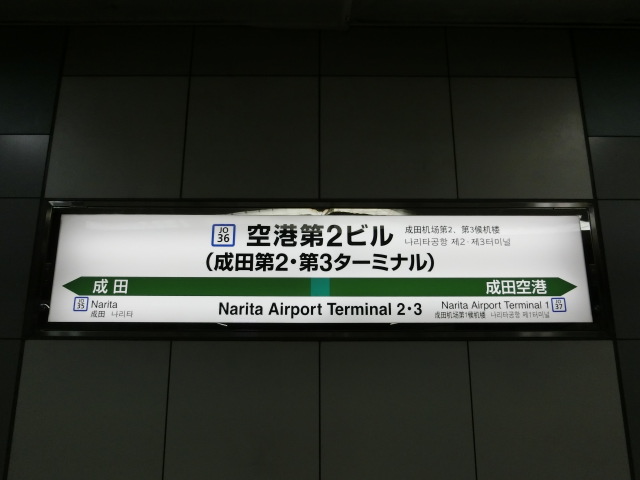 JO 36 空港第2ビル 成田机场第2、第3候机楼
나리타공항 제2·제3터미널
(成田第2・第3ターミナル)
成田 成田空港
JO 35 Narita Narita Airport Terminal 2・3 Narita Airport Terminal 1 JO 37
成田 나리타 成田机场第1候机楼 나리타공항 제1터미널